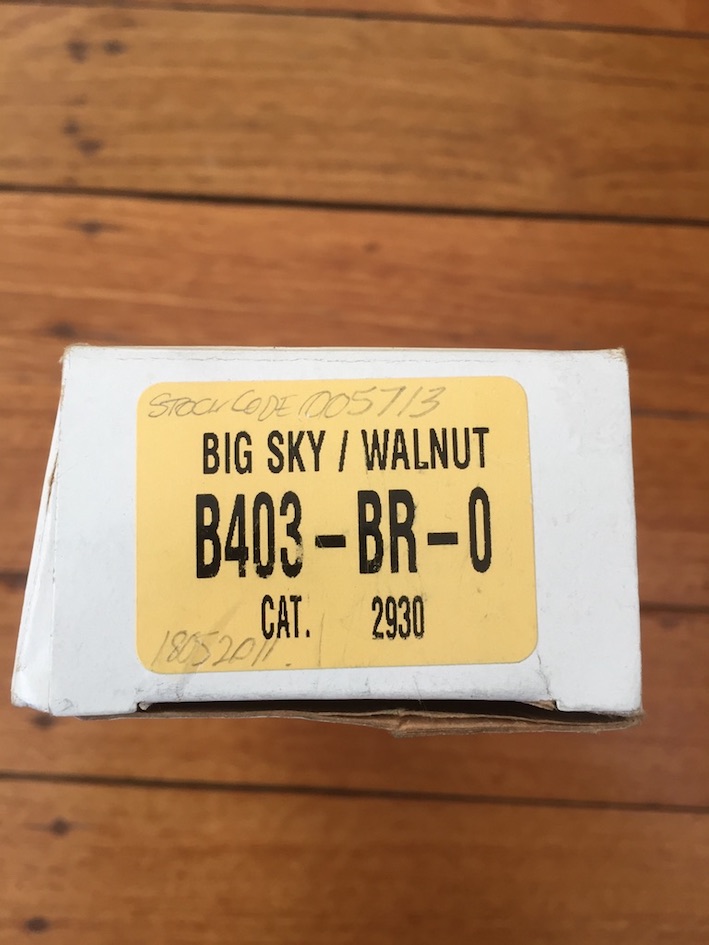 STOCK CODE 1005713
BIG SKY / WALNUT
B403-BR-0
CAT. 2930
18052011.